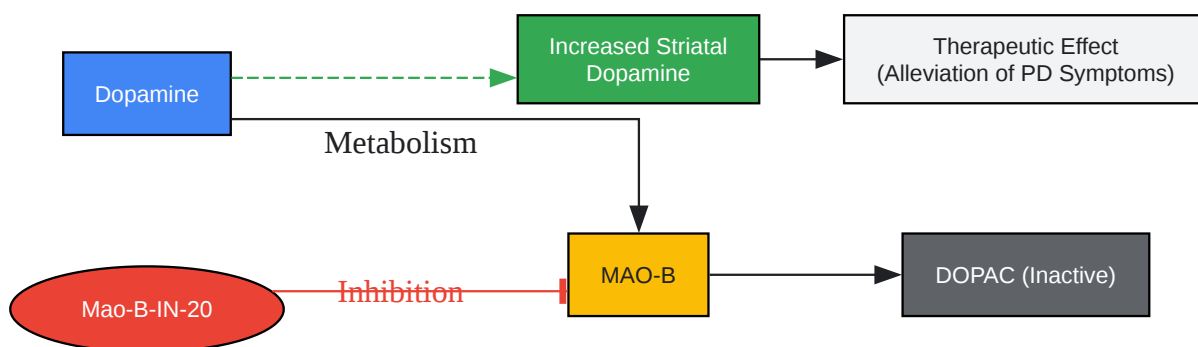 Increased Striatal
Dopamine
Therapeutic Effect
(Alleviation of PD Symptoms)
Dopamine
Metabolism
MAO-B
DOPAC (Inactive)
Inhibition
Mao-B-IN-20